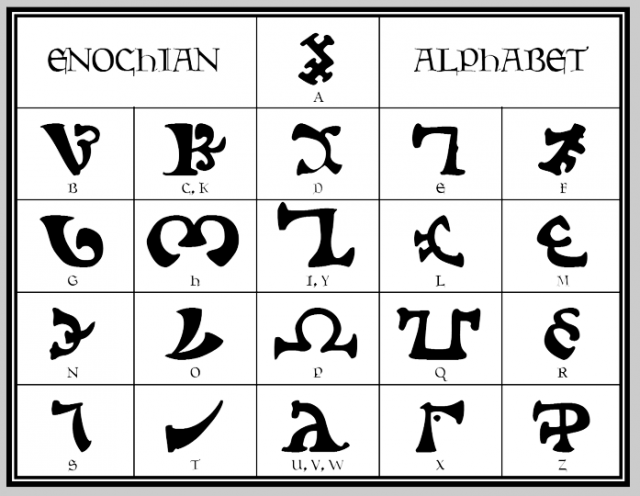 ENOCHIAN ALPHABET
A
B C, K D E F
G H I, Y L M
N O P Q R
S T U, V, W X Z